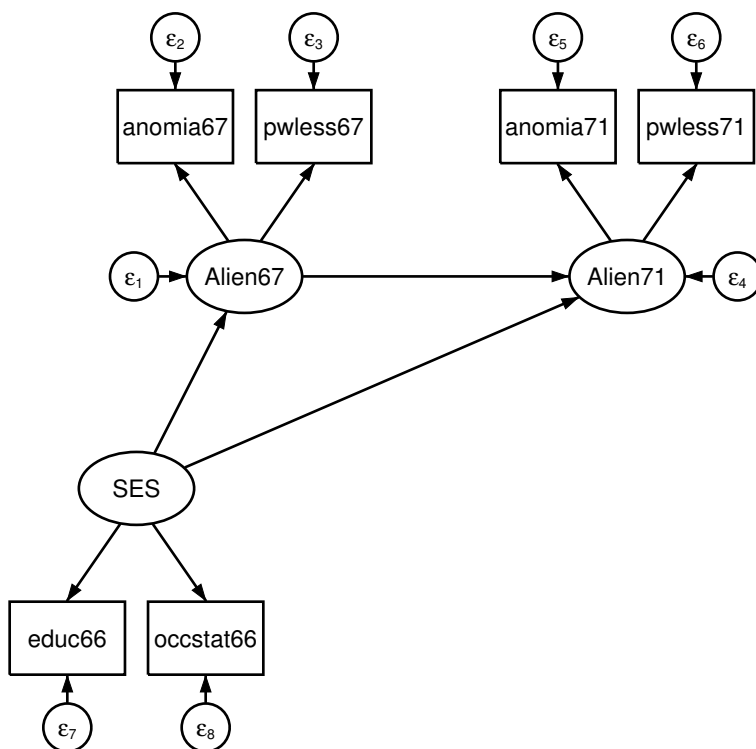 ε2
ε3
ε5
ε6
anomia67
pwless67
anomia71
pwless71
ε1
Alien67
Alien71
ε4
SES
educ66
occstat66
ε7
ε8